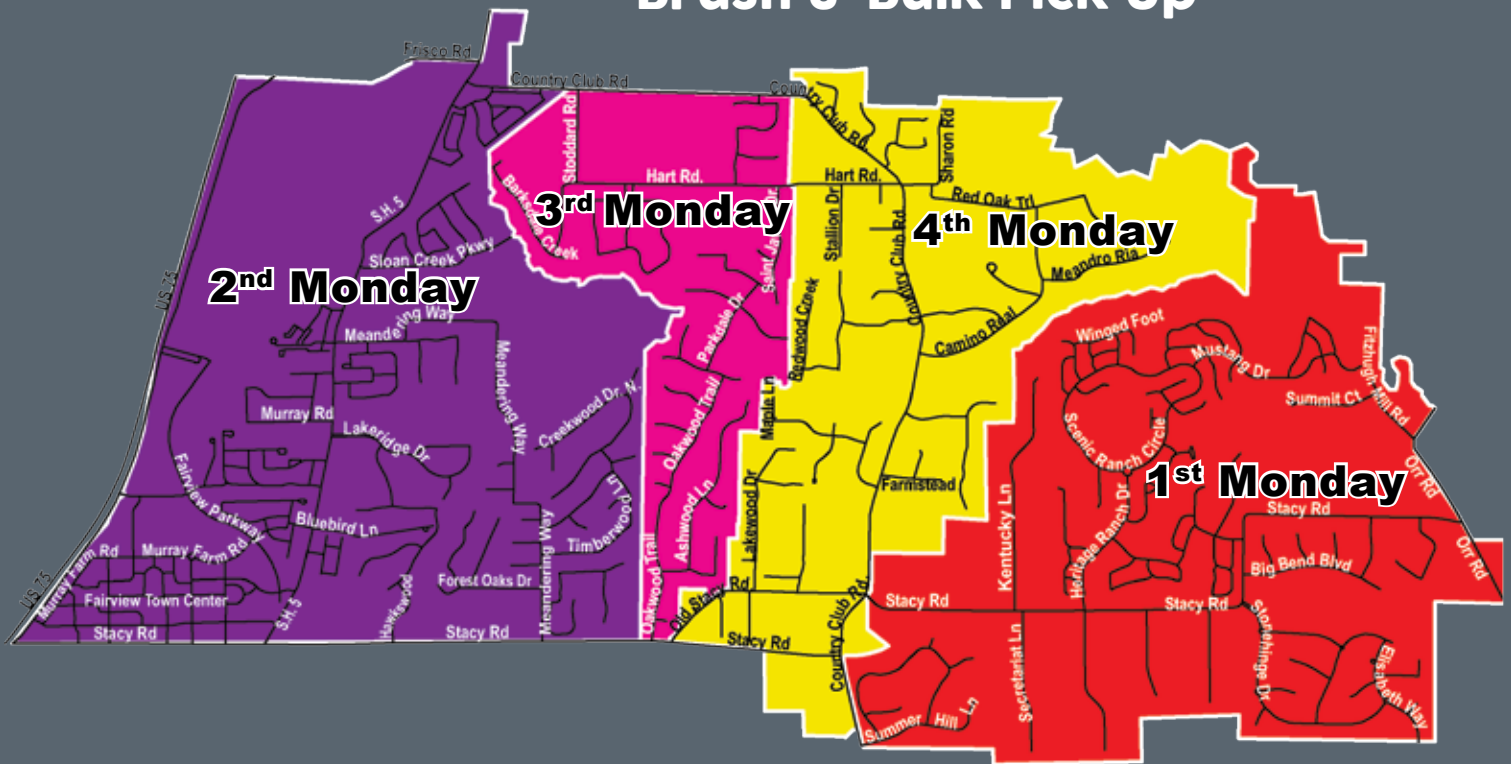 Brush & Bulk Pick Up
Frisco Rd
Country Club Rd
Country Club Rd.
Stoddard Rd
Sharon Rd
Hart Rd.
Hart Rd.
Barksdale Creek
3rd Monday
Red Oak Trl
S.H. 5
Stallion Dr
Country Club Rd
4th Monday
Sloan Creek Pkwy
Meandro Ria
US 75
2nd Monday
Parkdale Dr
Redwood Creek
Camino Real
Meandering Way
Winged Foot
Mustang Dr
Fitzhugh Mill Rd
Meandering Way
Creekwood Dr. N.
Oakwood Trail
Maple Ln
Summit Ct
Murray Rd
Lakeridge Dr
Scenic Ranch Circle
1st Monday
Orr Rd
Fairview Parkway
Timberwood Ln
Ashwood Ln
Lakewood Dr
Farmstead
Kentucky Ln
Heritage Ranch Dr
Stacy Rd
Bluebird Ln
Meandering Way
Orr Rd
Murray Farm Rd
Murray Farm Rd
Big Bend Blvd
US 75
Fairview Town Center
S.H. 5
Hawkswood
Forest Oaks Dr
Oakwood Trail
Old Stacy Rd
Country Club Rd
Stacy Rd
Stacy Rd
Stacy Rd
Stacy Rd
Stacy Rd
Secretariat Ln
Stonehinge Dr
Elisabeth Way
Summer Hill Ln